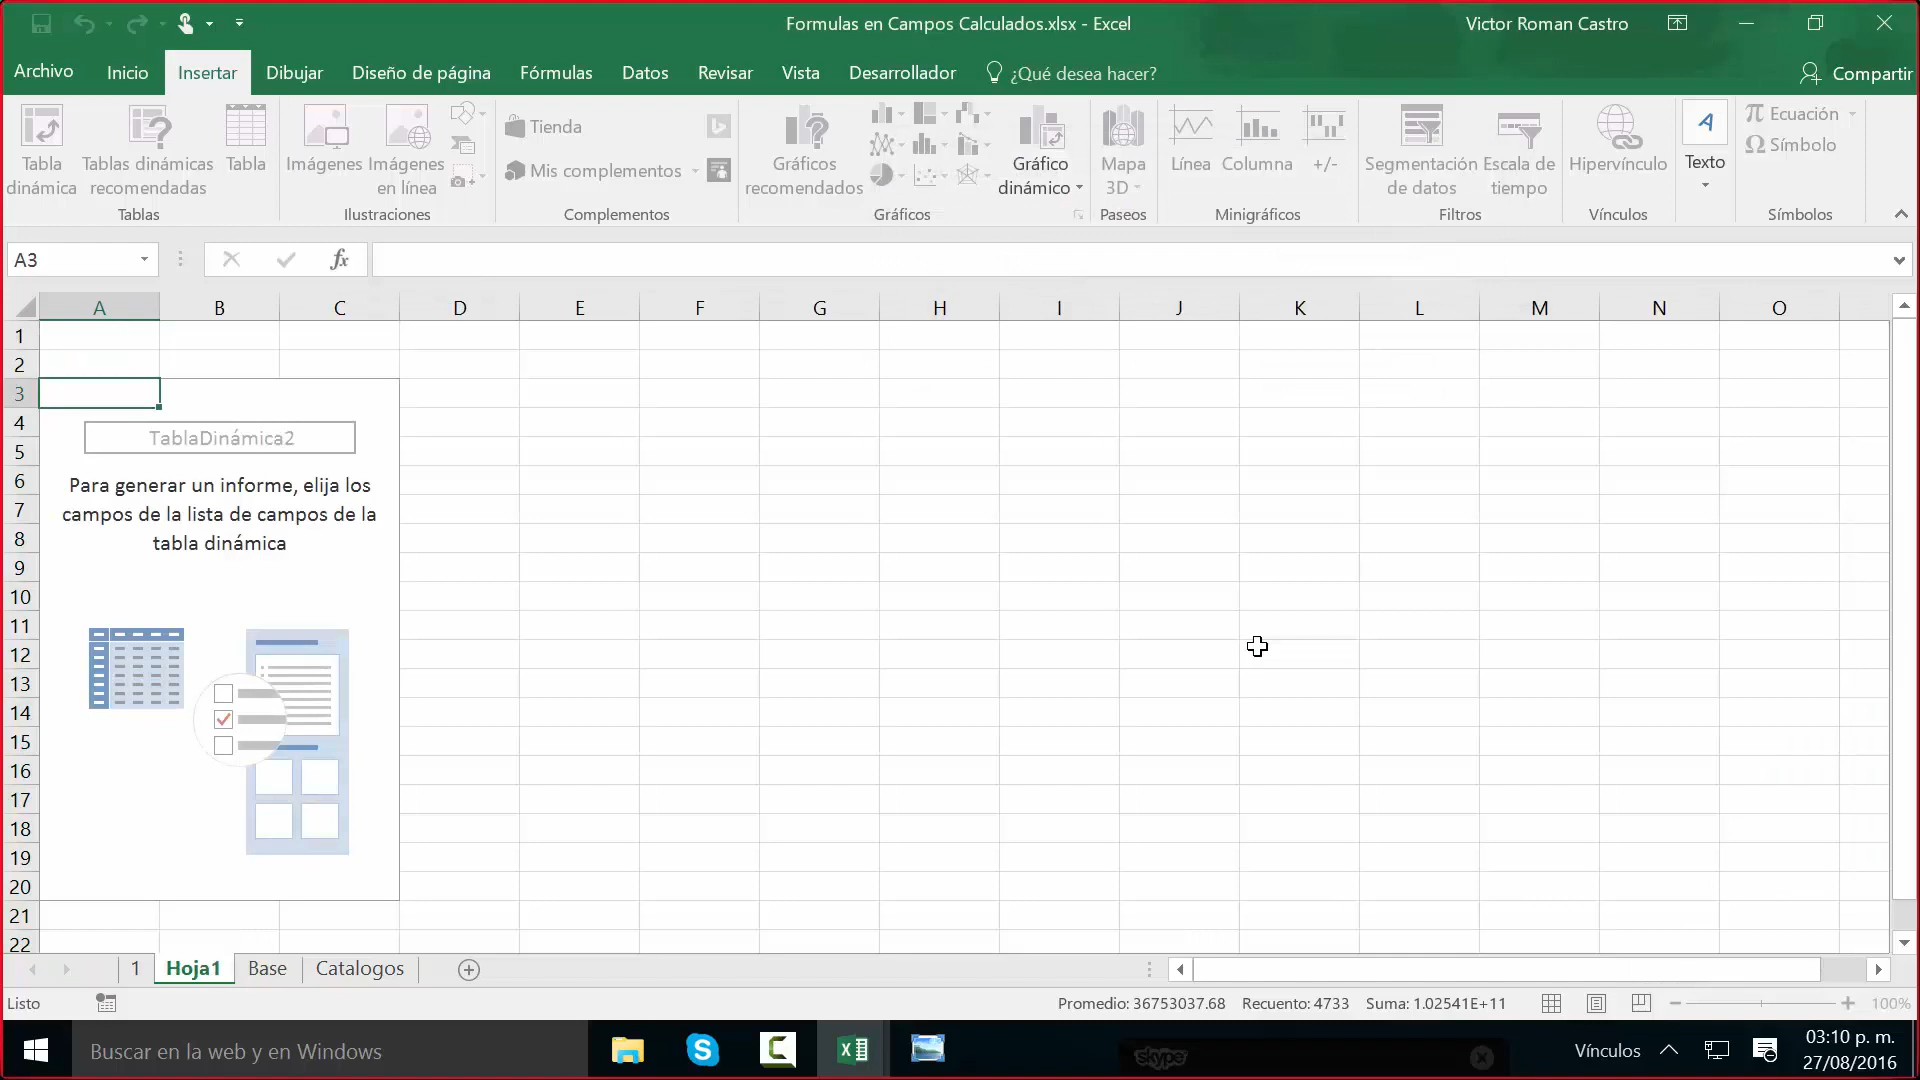 Formulas en Campos Calculados.xlsx - Excel
Victor Roman Castro
Archivo Inicio Insertar Dibujar Diseño de página Fórmulas Datos Revisar Vista Desarrollador ¿Qué desea hacer? Compartir
Tabla dinámica
Tablas dinámicas recomendadas
Tabla
Tablas
Imágenes
Imágenes en línea
Ilustraciones
Tienda
Mis complementos
Complementos
Gráficos recomendados
Gráfico dinámico
Gráficos
Mapa 3D
Paseos
Línea
Columna
+/-
Minigráficos
Segmentación de datos
Escala de tiempo
Filtros
Hipervínculo
Vínculos
Texto
π Ecuación
Ω Símbolo
Símbolos
A3
fx
A B C D E F G H I J K L M N O
1
2
3
4
5
6
7
8
9
10
11
12
13
14
15
16
17
18
19
20
21
22
TablaDinámica2
Para generar un informe, elija los
campos de la lista de campos de la
tabla dinámica
1 Hoja1 Base Catalogos
Listo
Promedio: 36753037.68 Recuento: 4733 Suma: 1.02541E+11
100%
Buscar en la web y en Windows
skype
Vínculos
03:10 p. m.
27/08/2016